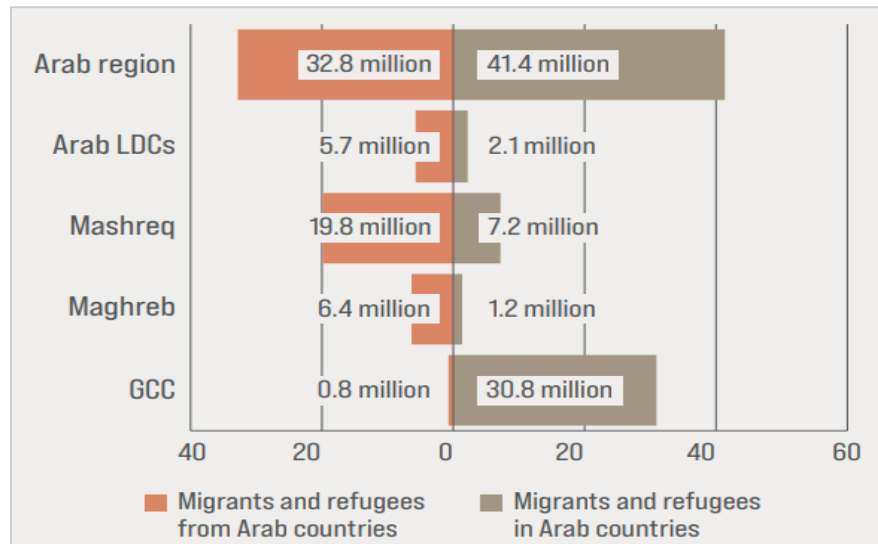 Arab region 32.8 million 41.4 million
Arab LDCs 5.7 million 2.1 million
Mashreq 19.8 million 7.2 million
Maghreb 6.4 million 1.2 million
GCC 0.8 million 30.8 million
40 20 0 20 40 60
Migrants and refugees
from Arab countries
Migrants and refugees
in Arab countries